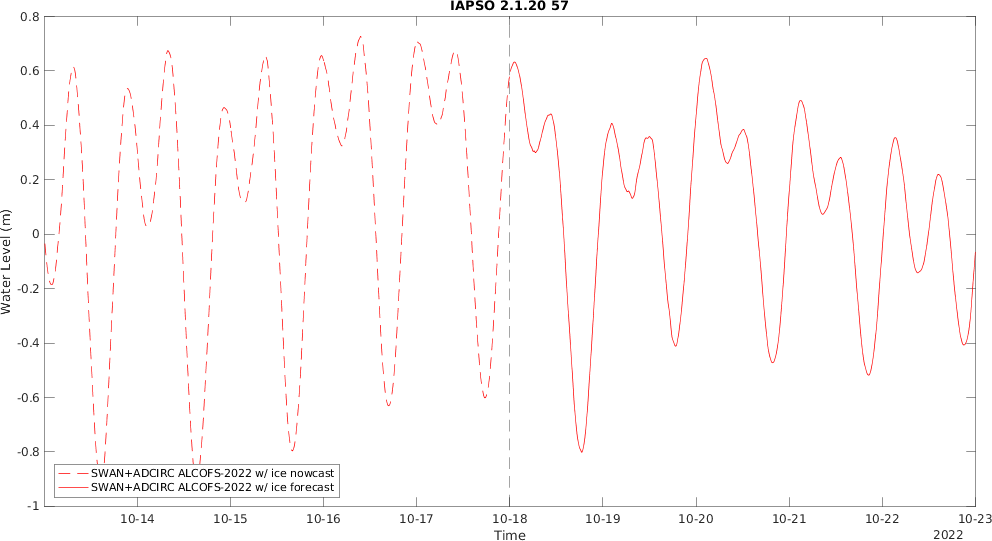 IAPSO 2.1.20 57
0.8
0.6
0.4
0.2
0
-0.2
-0.4
-0.6
-0.8
-1
Water Level (m)
SWAN+ADCIRC ALCOFS-2022 w/ ice nowcast
SWAN+ADCIRC ALCOFS-2022 w/ ice forecast
10-14 10-15 10-16 10-17 10-18 10-19 10-20 10-21 10-22 10-23
Time
2022